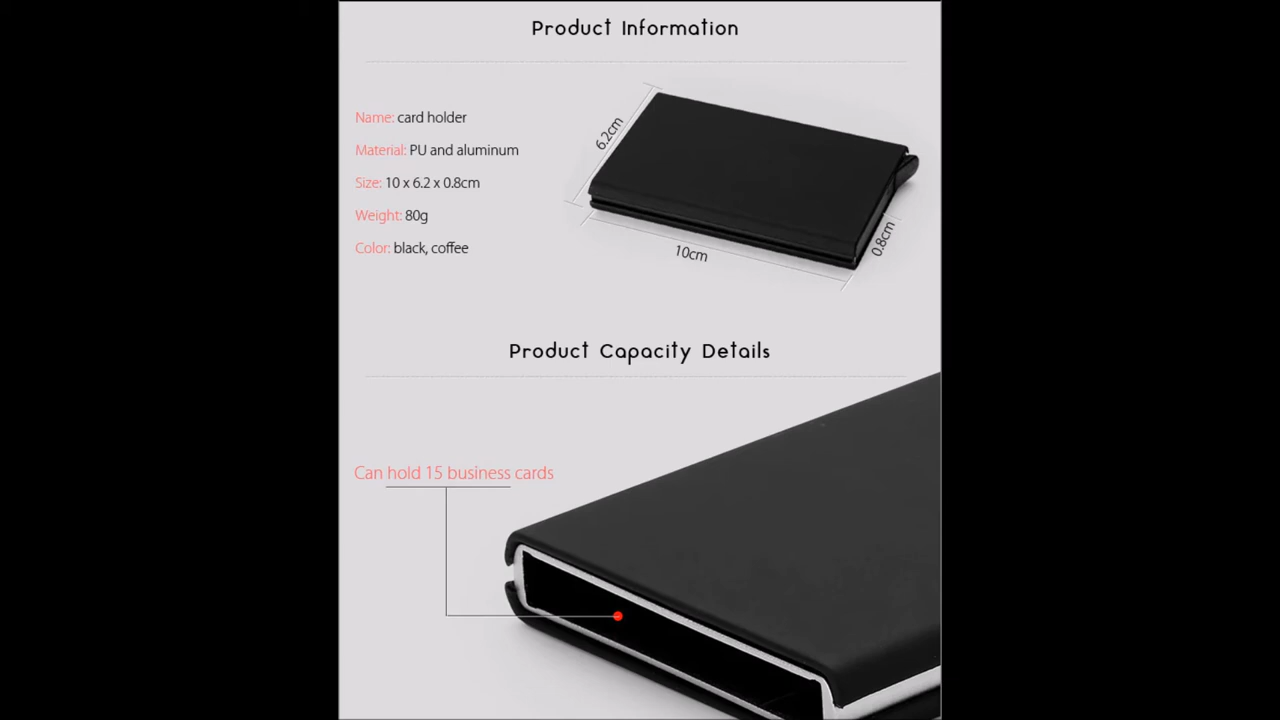 Product Information
Name: card holder
Material: PU and aluminum
Size: 10 x 6.2 x 0.8cm
Weight: 80g
Color: black, coffee
6.2cm
10cm
0.8cm
Product Capacity Details
Can hold 15 business cards